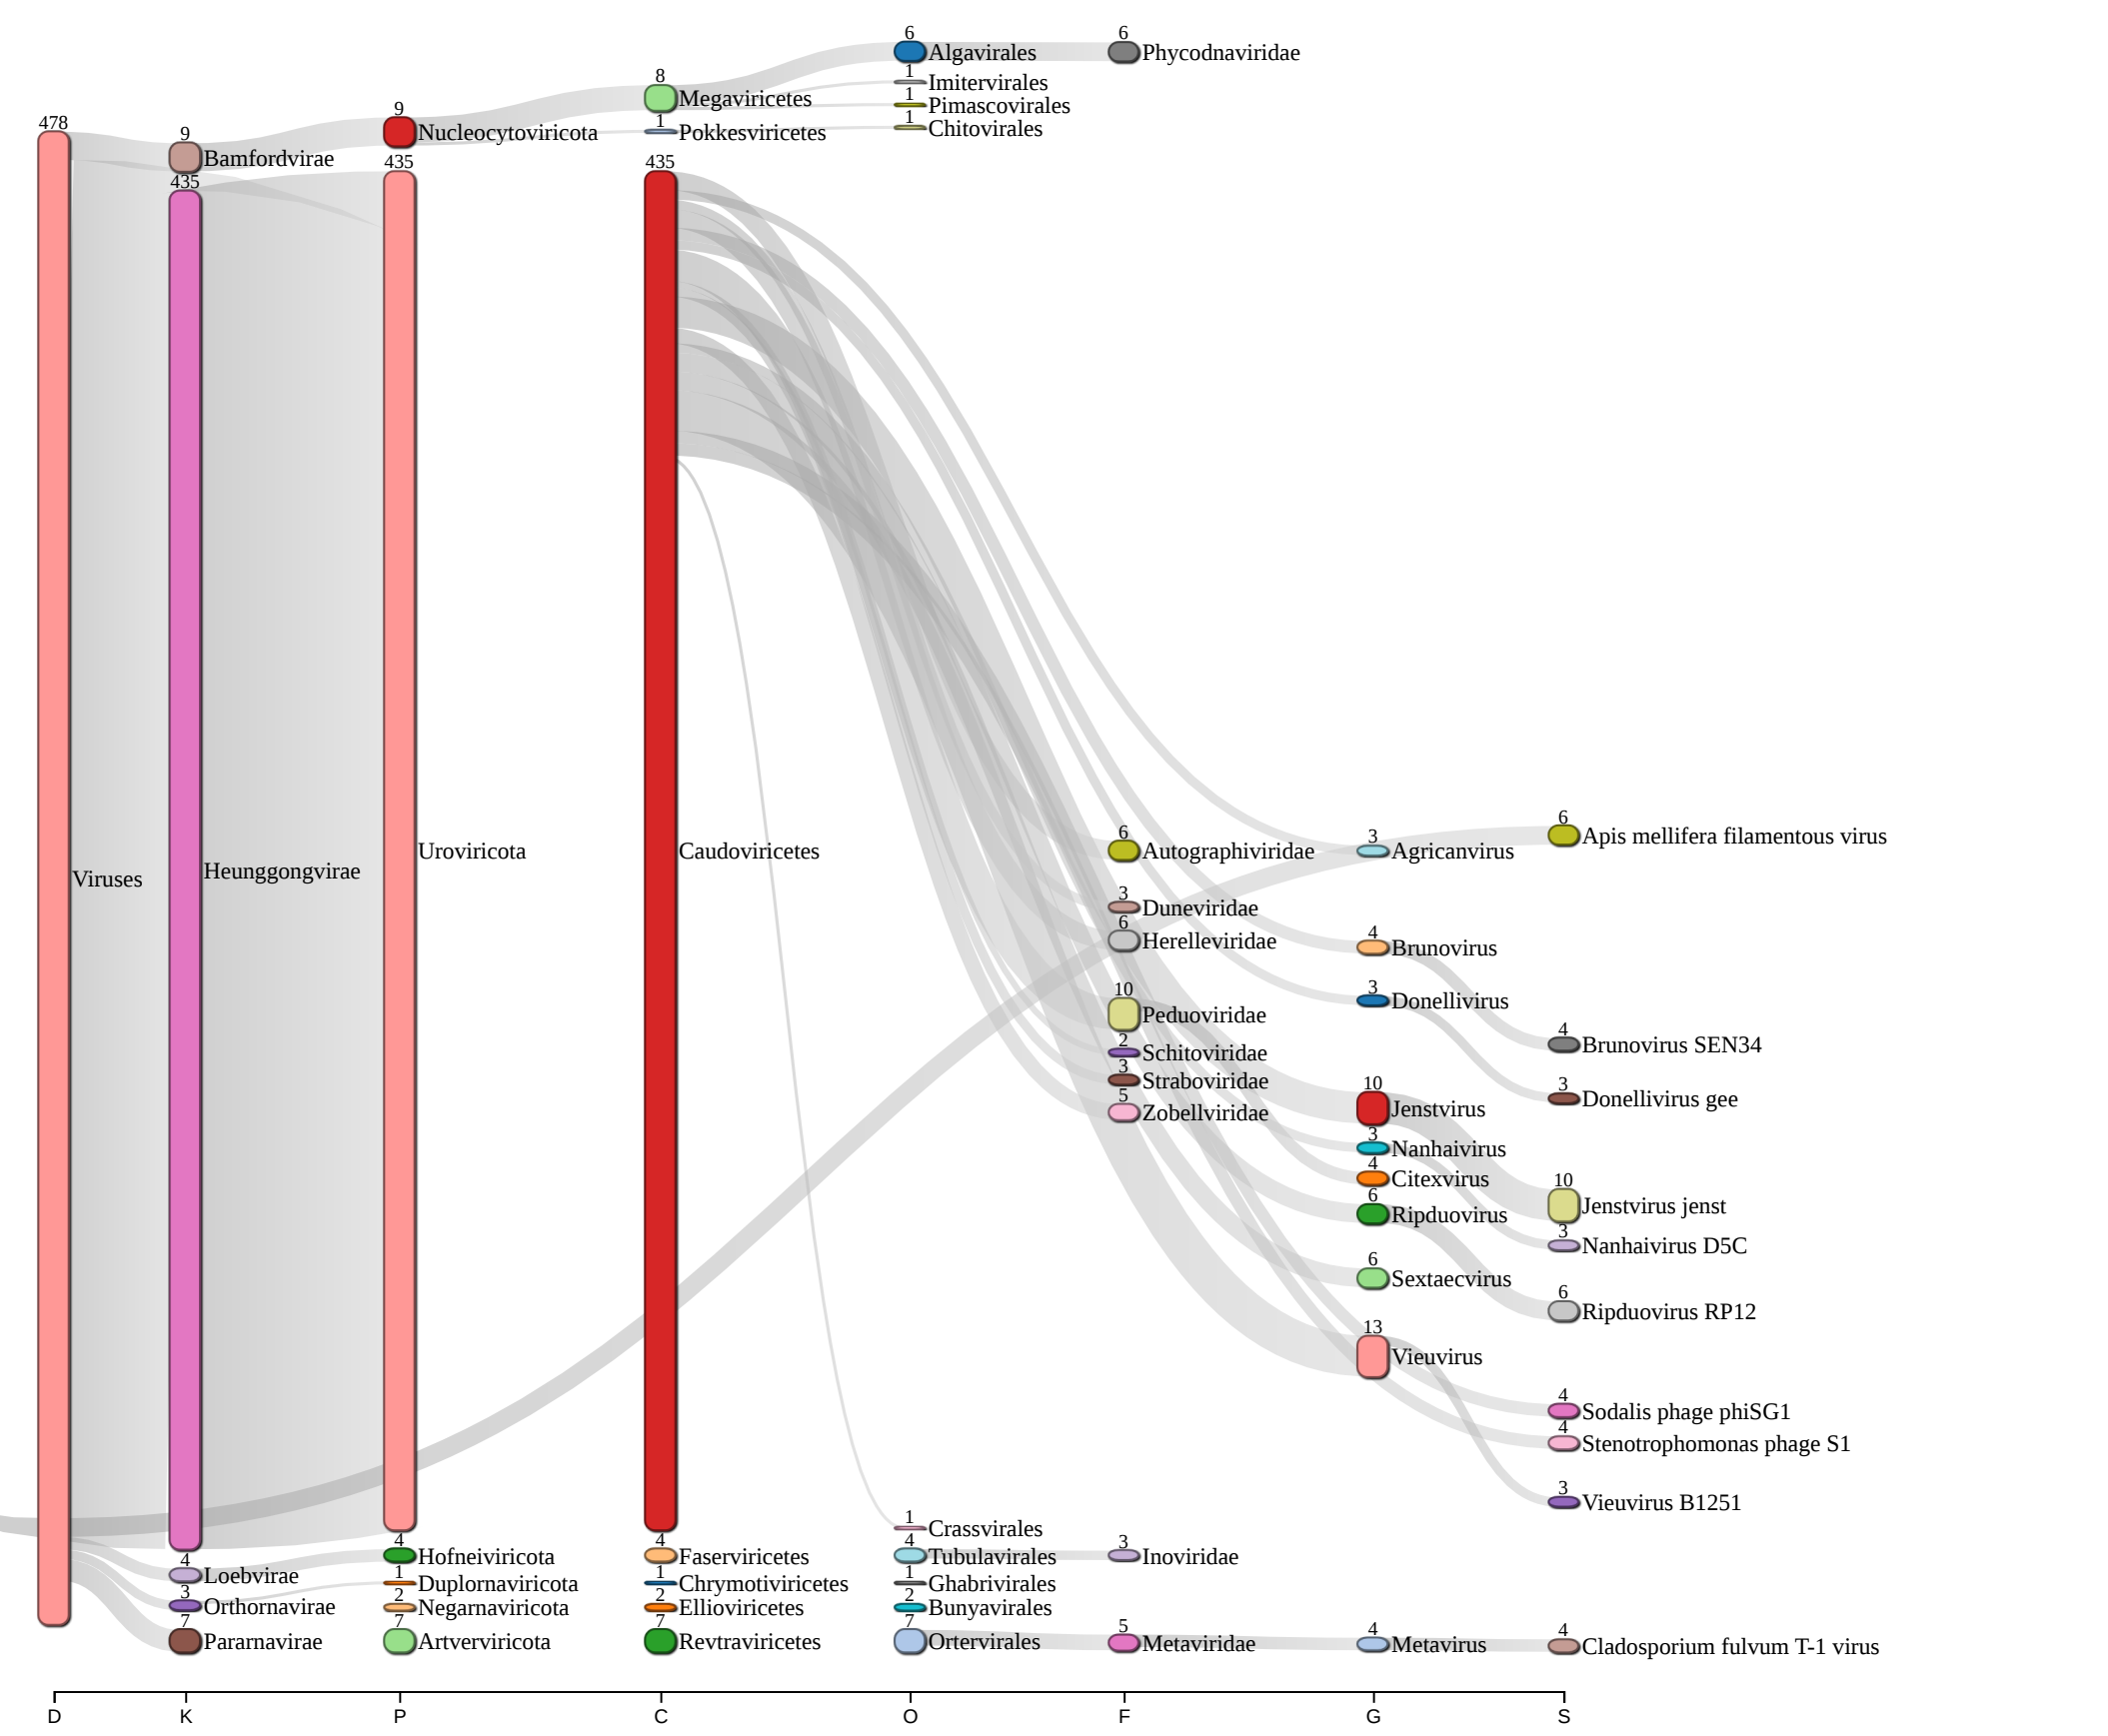 478
Viruses
9
Bamfordvirae
435
Heunggongvirae
4
Loebvirae
3
Orthornavirae
7
Pararnavirae
9
Nucleocytoviricota
435
Uroviricota
4
Hofneiviricota
1
Duplornaviricota
2
Negarnaviricota
7
Artverviricota
8
Megaviricetes
1
Pokkesviricetes
435
Caudoviricetes
4
Faserviricetes
1
Chrymotiviricetes
2
Ellioviricetes
7
Revtraviricetes
6
Algavirales
1
Imitervirales
1
Pimascovirales
1
Chitovirales
1
Crassvirales
4
Tubulavirales
1
Ghabrivirales
2
Bunyavirales
7
Ortervirales
6
Phycodnaviridae
6
Autographiviridae
3
Duneviridae
6
Herelleviridae
10
Peduoviridae
2
Schitoviridae
3
Straboviridae
5
Zobellviridae
3
Inoviridae
5
Metaviridae
3
Agricanvirus
4
Brunovirus
3
Donellivirus
10
Jenstvirus
3
Nanhaivirus
4
Citexvirus
6
Ripduovirus
6
Sextaecvirus
13
Vieuvirus
4
Metavirus
6
Apis mellifera filamentous virus
4
Brunovirus SEN34
3
Donellivirus gee
10
Jenstvirus jenst
3
Nanhaivirus D5C
6
Ripduovirus RP12
4
Sodalis phage phiSG1
4
Stenotrophomonas phage S1
3
Vieuvirus B1251
4
Cladosporium fulvum T-1 virus
D K P C O F G S